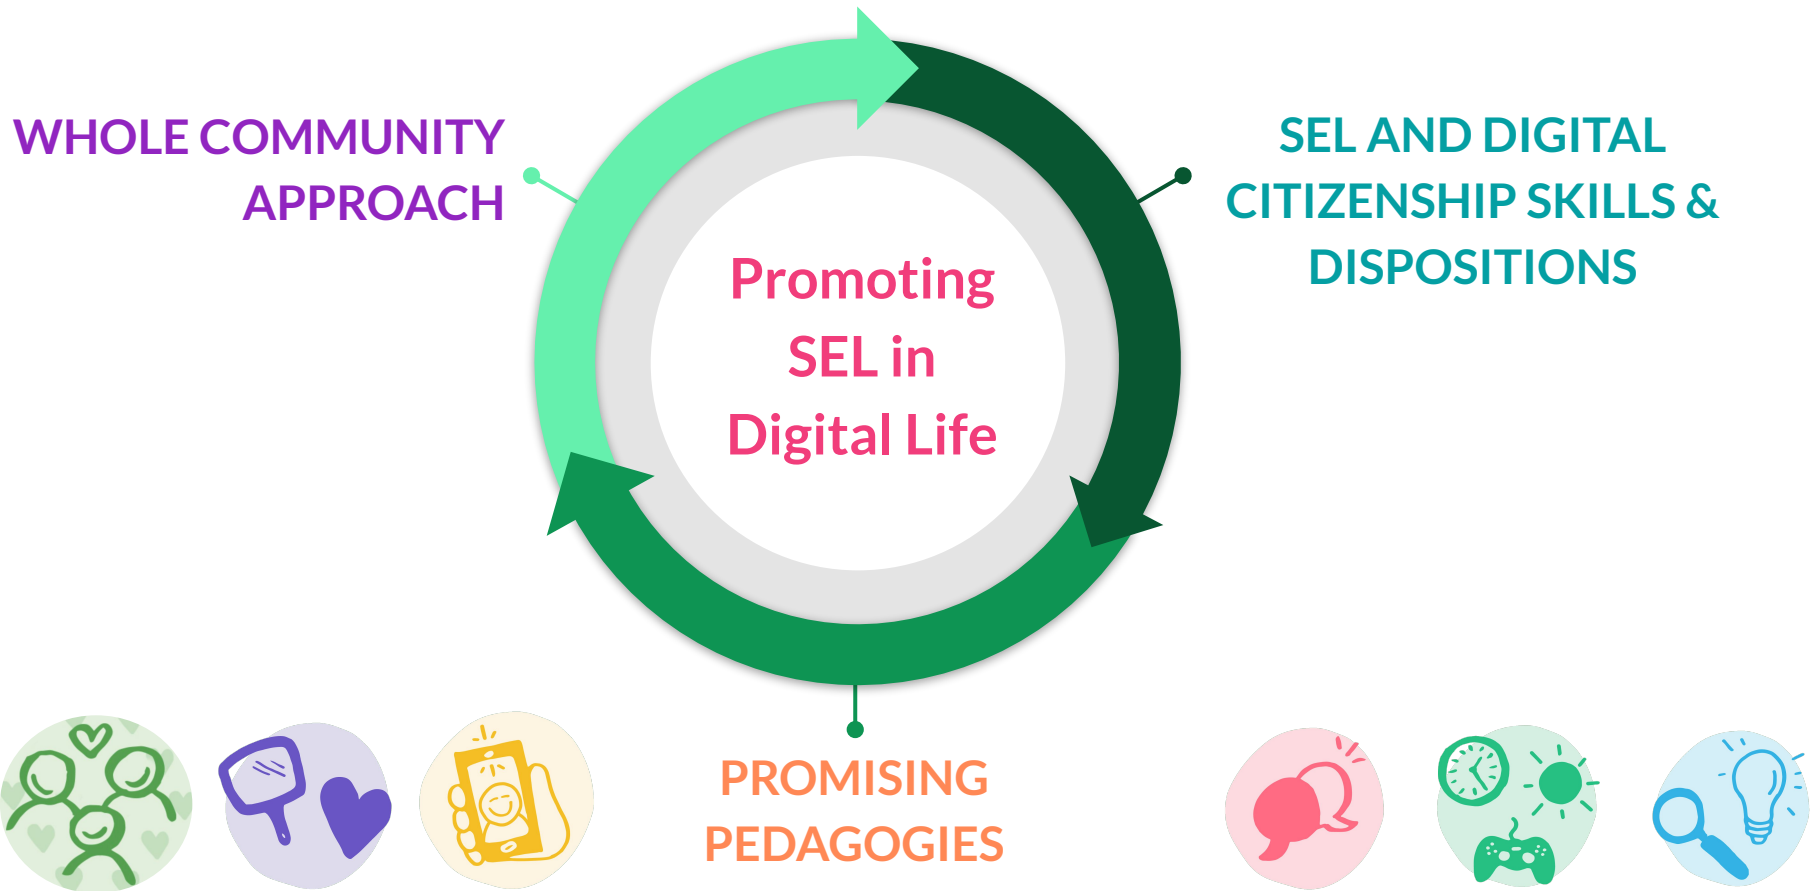 WHOLE COMMUNITY
APPROACH
SEL AND DIGITAL
CITIZENSHIP SKILLS &
DISPOSITIONS
Promoting
SEL in
Digital Life
PROMISING
PEDAGOGIES